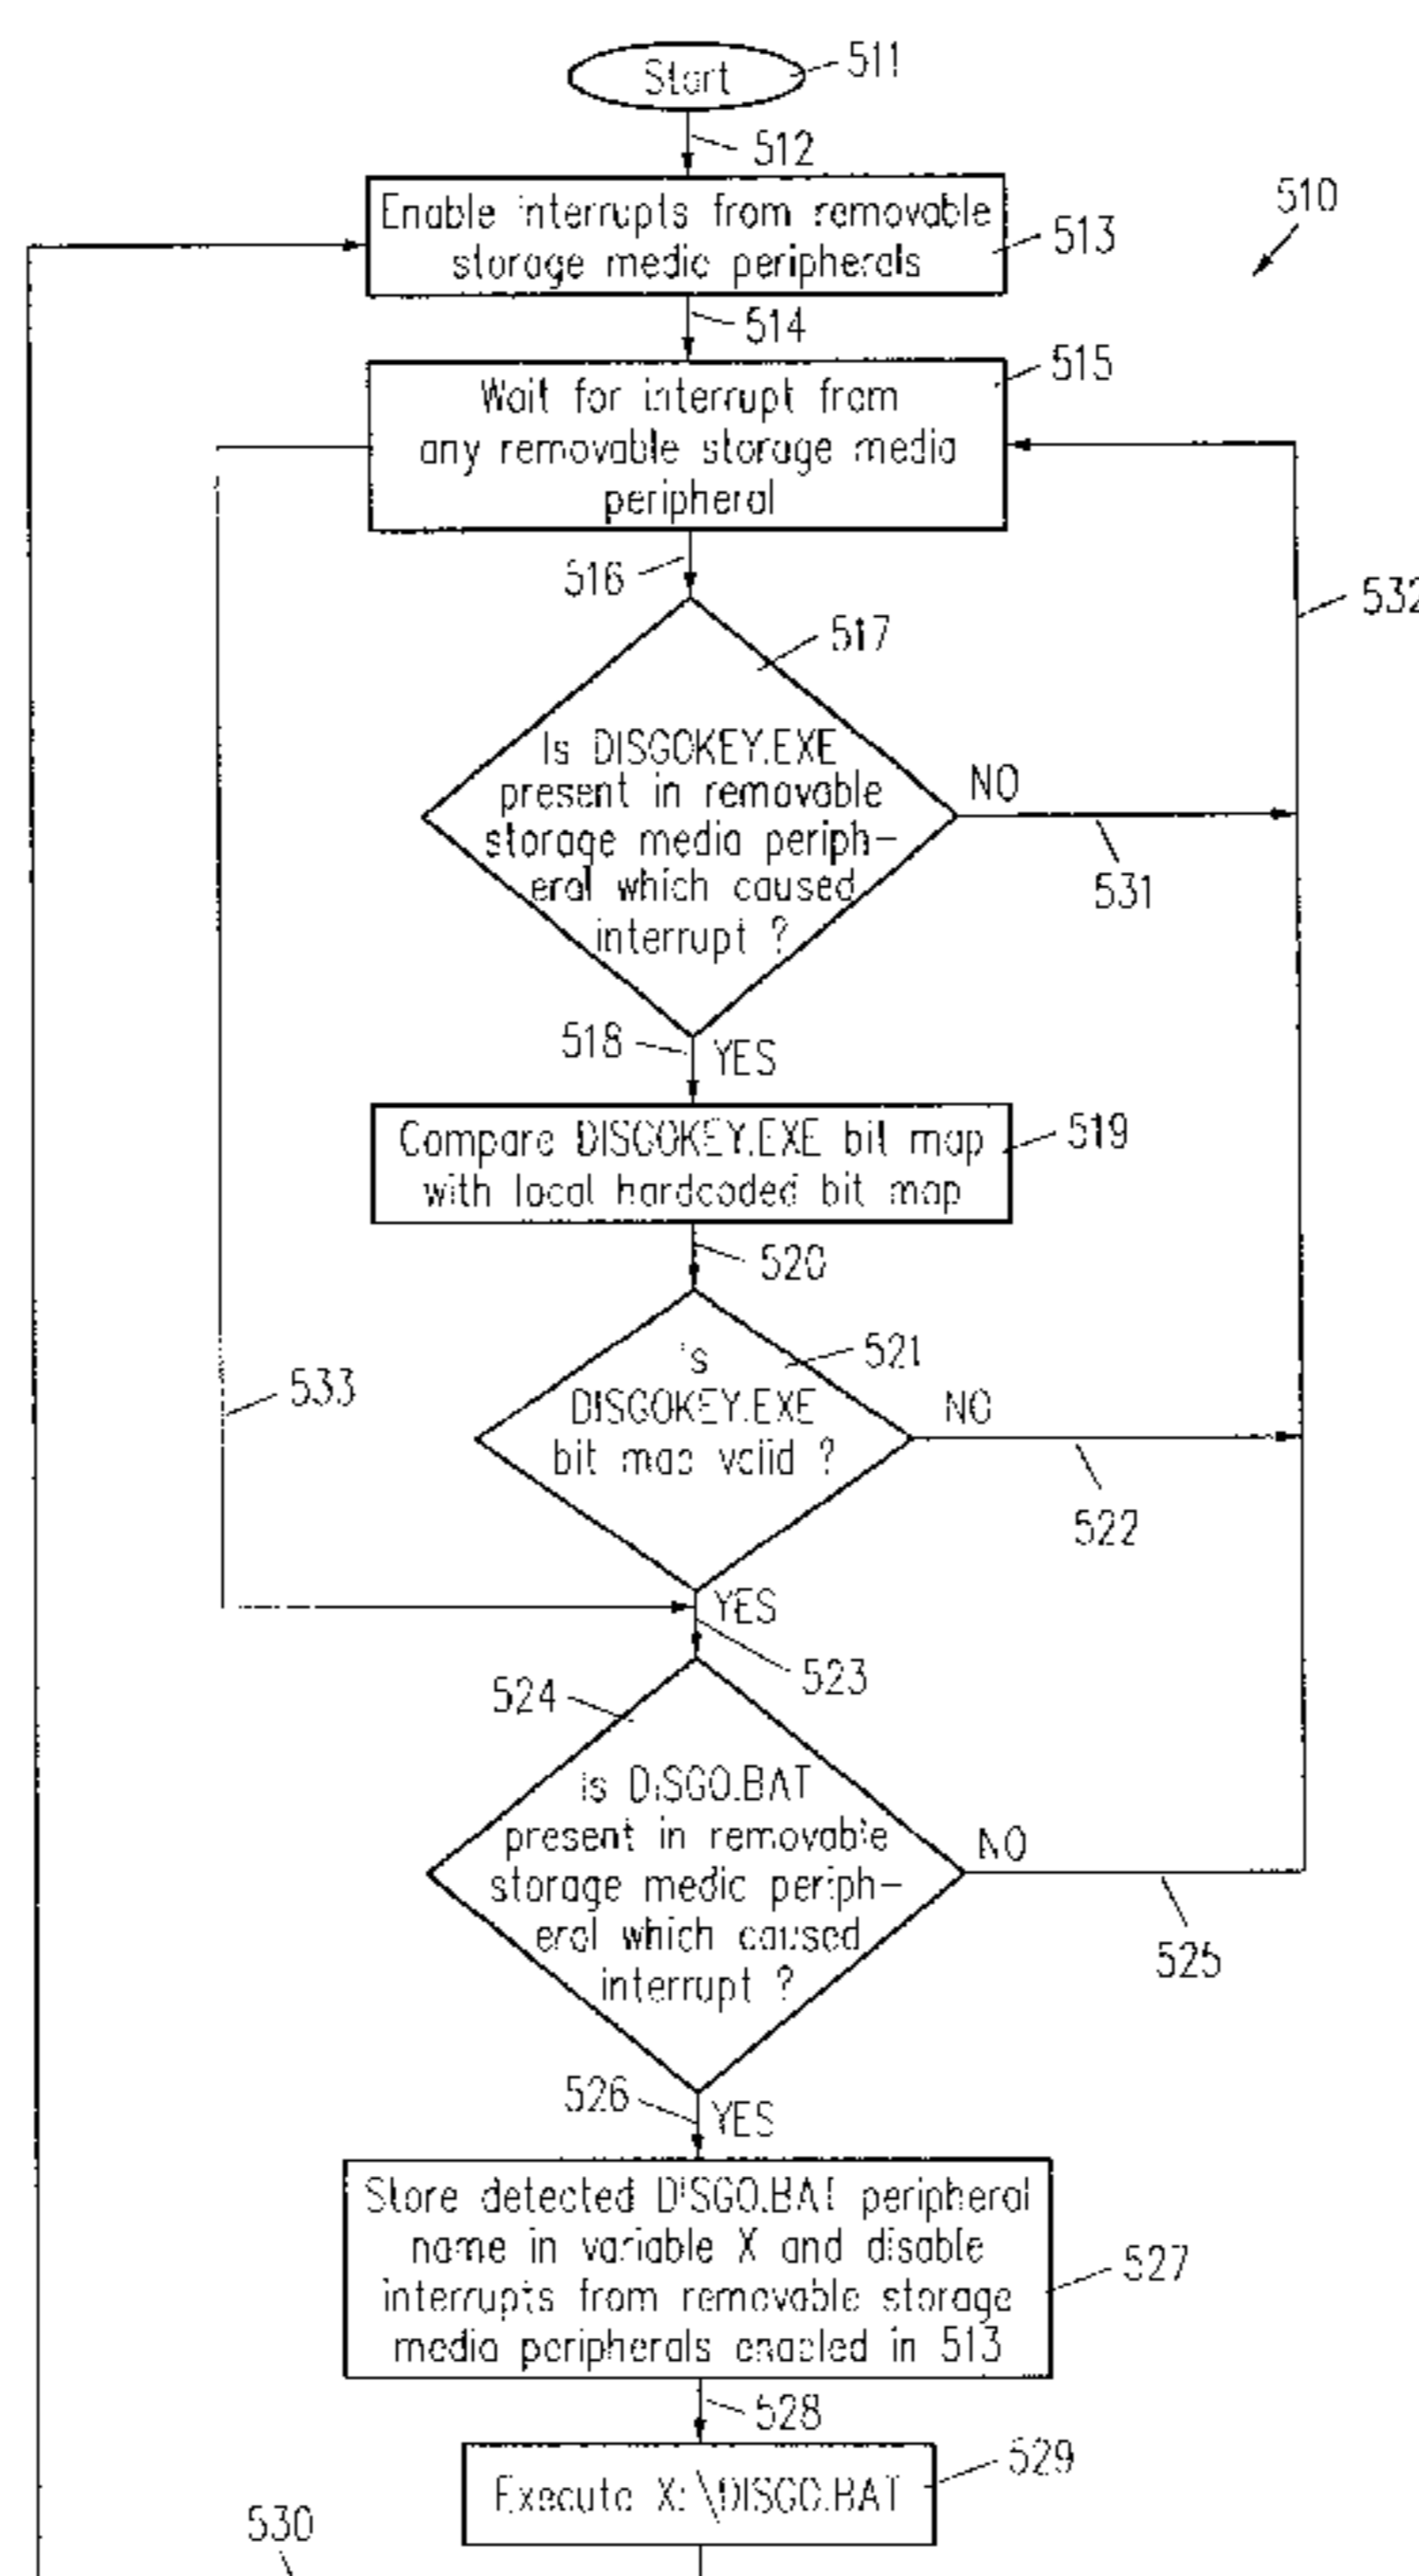 Start
511
512
510
Enable interrupts from removable
storage media peripherals
513
514
515
Wait for interrupt from
any removable storage media
peripheral
516
532
517
Is DISGOKEY.EXE
present in removable
storage media periph-
eral which caused
interrupt ?
NO
531
518
YES
Compare DISGOKEY.EXE bit map
with local hardcoded bit map
519
520
521
Is
DISGOKEY.EXE
bit map valid ?
NO
522
533
YES
523
524
is DISGO.BAT
present in removable
storage media periph-
eral which caused
interrupt ?
NO
525
526
YES
Store detected DISGO.BAT peripheral
name in variable X and disable
interrupts from removable storage
media peripherals enabled in 513
527
528
Execute X:\DISGO.BAT
529
530